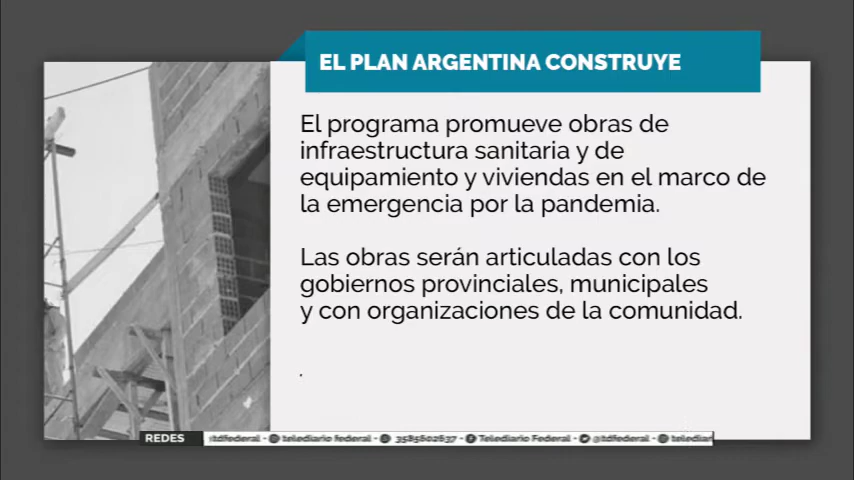 EL PLAN ARGENTINA CONSTRUYE
El programa promueve obras de
infraestructura sanitaria y de
equipamiento y viviendas en el marco de
la emergencia por la pandemia.
Las obras serán articuladas con los
gobiernos provinciales, municipales
y con organizaciones de la comunidad.
.
REDES
tdfederal - telediario federal - 3585602637 - Telediario Federal - @tdfederal - telediar